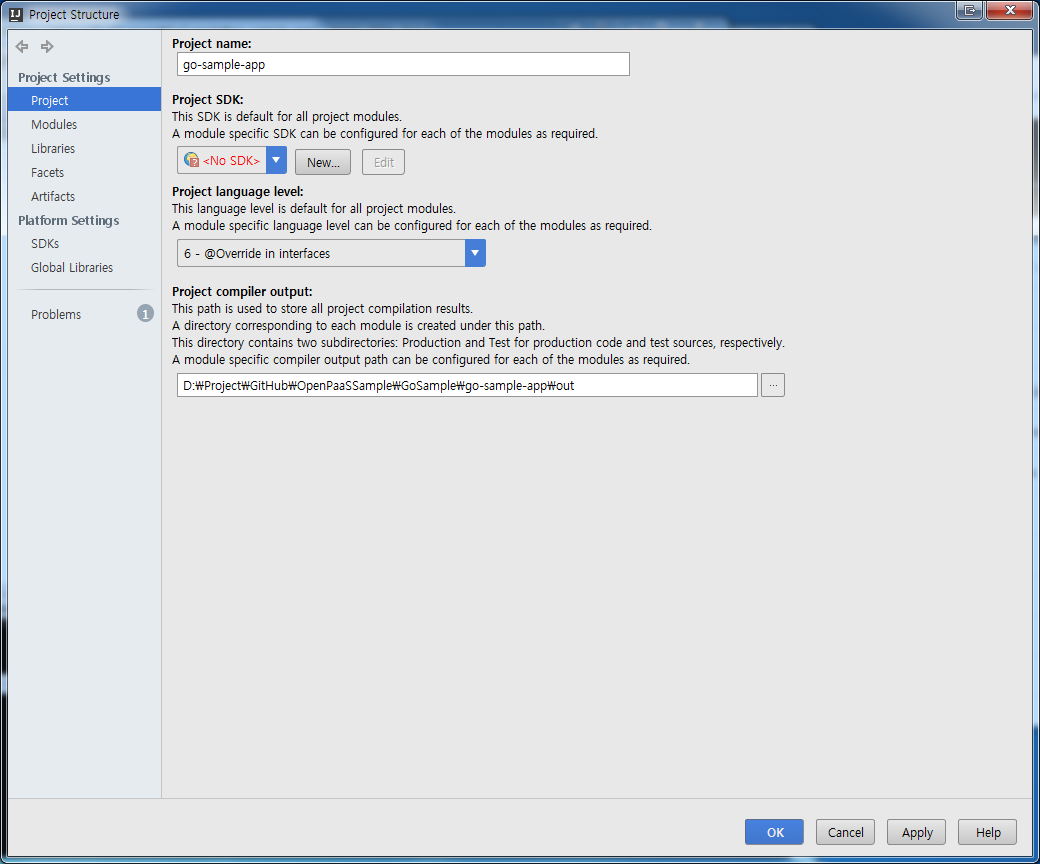 Project Structure
Project Settings
Project
Modules
Libraries
Facets
Artifacts
Platform Settings
SDKs
Global Libraries
Problems
1
Project name:
go-sample-app
Project SDK:
This SDK is default for all project modules.
A module specific SDK can be configured for each of the modules as required.
<No SDK>
New...
Edit
Project language level:
This language level is default for all project modules.
A module specific language level can be configured for each of the modules as required.
6 - @Override in interfaces
Project compiler output:
This path is used to store all project compilation results.
A directory corresponding to each module is created under this path.
This directory contains two subdirectories: Production and Test for production code and test sources, respectively.
A module specific compiler output path can be configured for each of the modules as required.
D:₩Project₩GitHub₩OpenPaaSSample₩GoSample₩go-sample-app₩out
...
OK
Cancel
Apply
Help